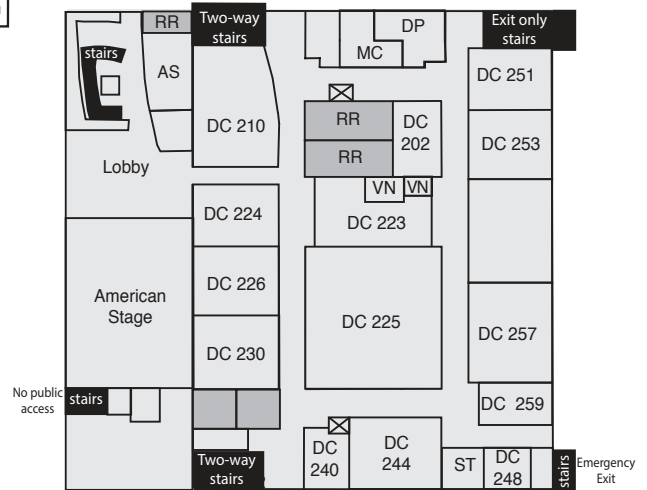 RR
Two-way
stairs
DP
MC
Exit only
stairs
stairs
AS
DC 251
DC 210
RR
DC
202
DC 253
RR
Lobby
VN
VN
DC 224
DC 223
DC 226
American
Stage
DC 225
DC 230
DC 257
No public
access
stairs
DC 259
DC
240
DC
244
ST
DC
248
Two-way
stairs
stairs
Emergency
Exit